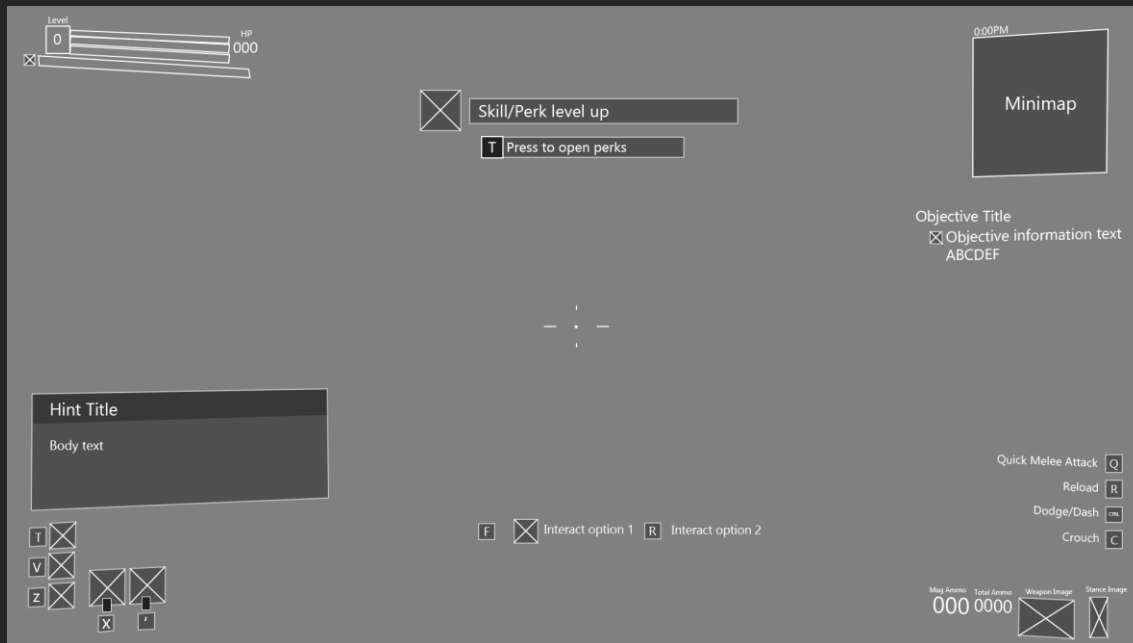 Level
0
HP
000
0:00PM
Minimap
Skill/Perk level up
T Press to open perks
Objective Title
Objective information text
ABCDEF
Hint Title
Body text
Quick Melee Attack Q
Reload R
Dodge/Dash CTRL
Crouch C
F Interact option 1 R Interact option 2
T
V
Z
X
'
Mag Ammo Total Ammo Weapon Image Stance Image
000 0000